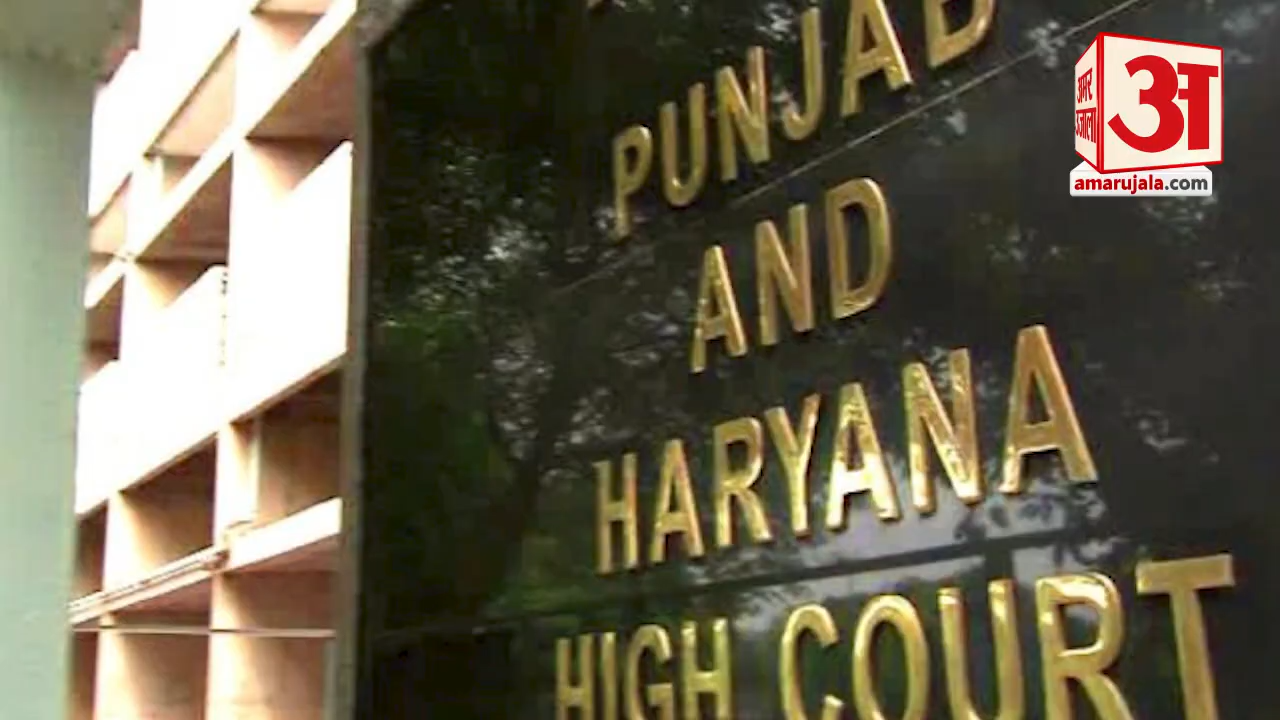 PUNJAB
AND
HARYANA
HIGH COURT
अमर उजाला
अ
amarujala.com